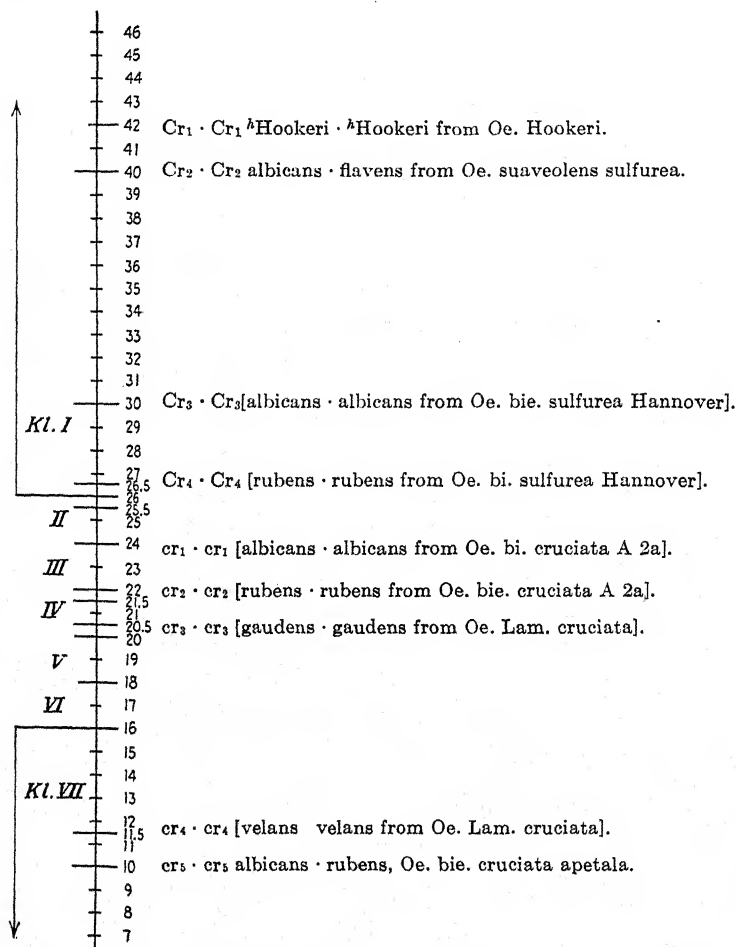 46
45
44
43
42 Cr₁ · Cr₁ ʰHookeri · ʰHookeri from Oe. Hookeri.
41
40 Cr₂ · Cr₂ albicans · flavens from Oe. suaveolens sulfurea.
39
38
37
36
35
34
33
32
31
30 Cr₃ · Cr₃[albicans · albicans from Oe. bie. sulfurea Hannover].
Kl. I 29
28
27
26.5 Cr₄ · Cr₄ [rubens · rubens from Oe. bi. sulfurea Hannover].
26
25.5
II 25
24 cr₁ · cr₁ [albicans · albicans from Oe. bi. cruciata A 2a].
III 23
22 cr₂ · cr₂ [rubens · rubens from Oe. bie. cruciata A 2a].
21.5
IV 21
20.5 cr₃ · cr₃ [gaudens · gaudens from Oe. Lam. cruciata].
20
V 19
18
VI 17
16
15
14
Kl. VII 13
12
11.5 cr₄ · cr₄ [velans velans from Oe. Lam. cruciata].
11
10 cr₅ · cr₅ albicans · rubens, Oe. bie. cruciata apetala.
9
8
7